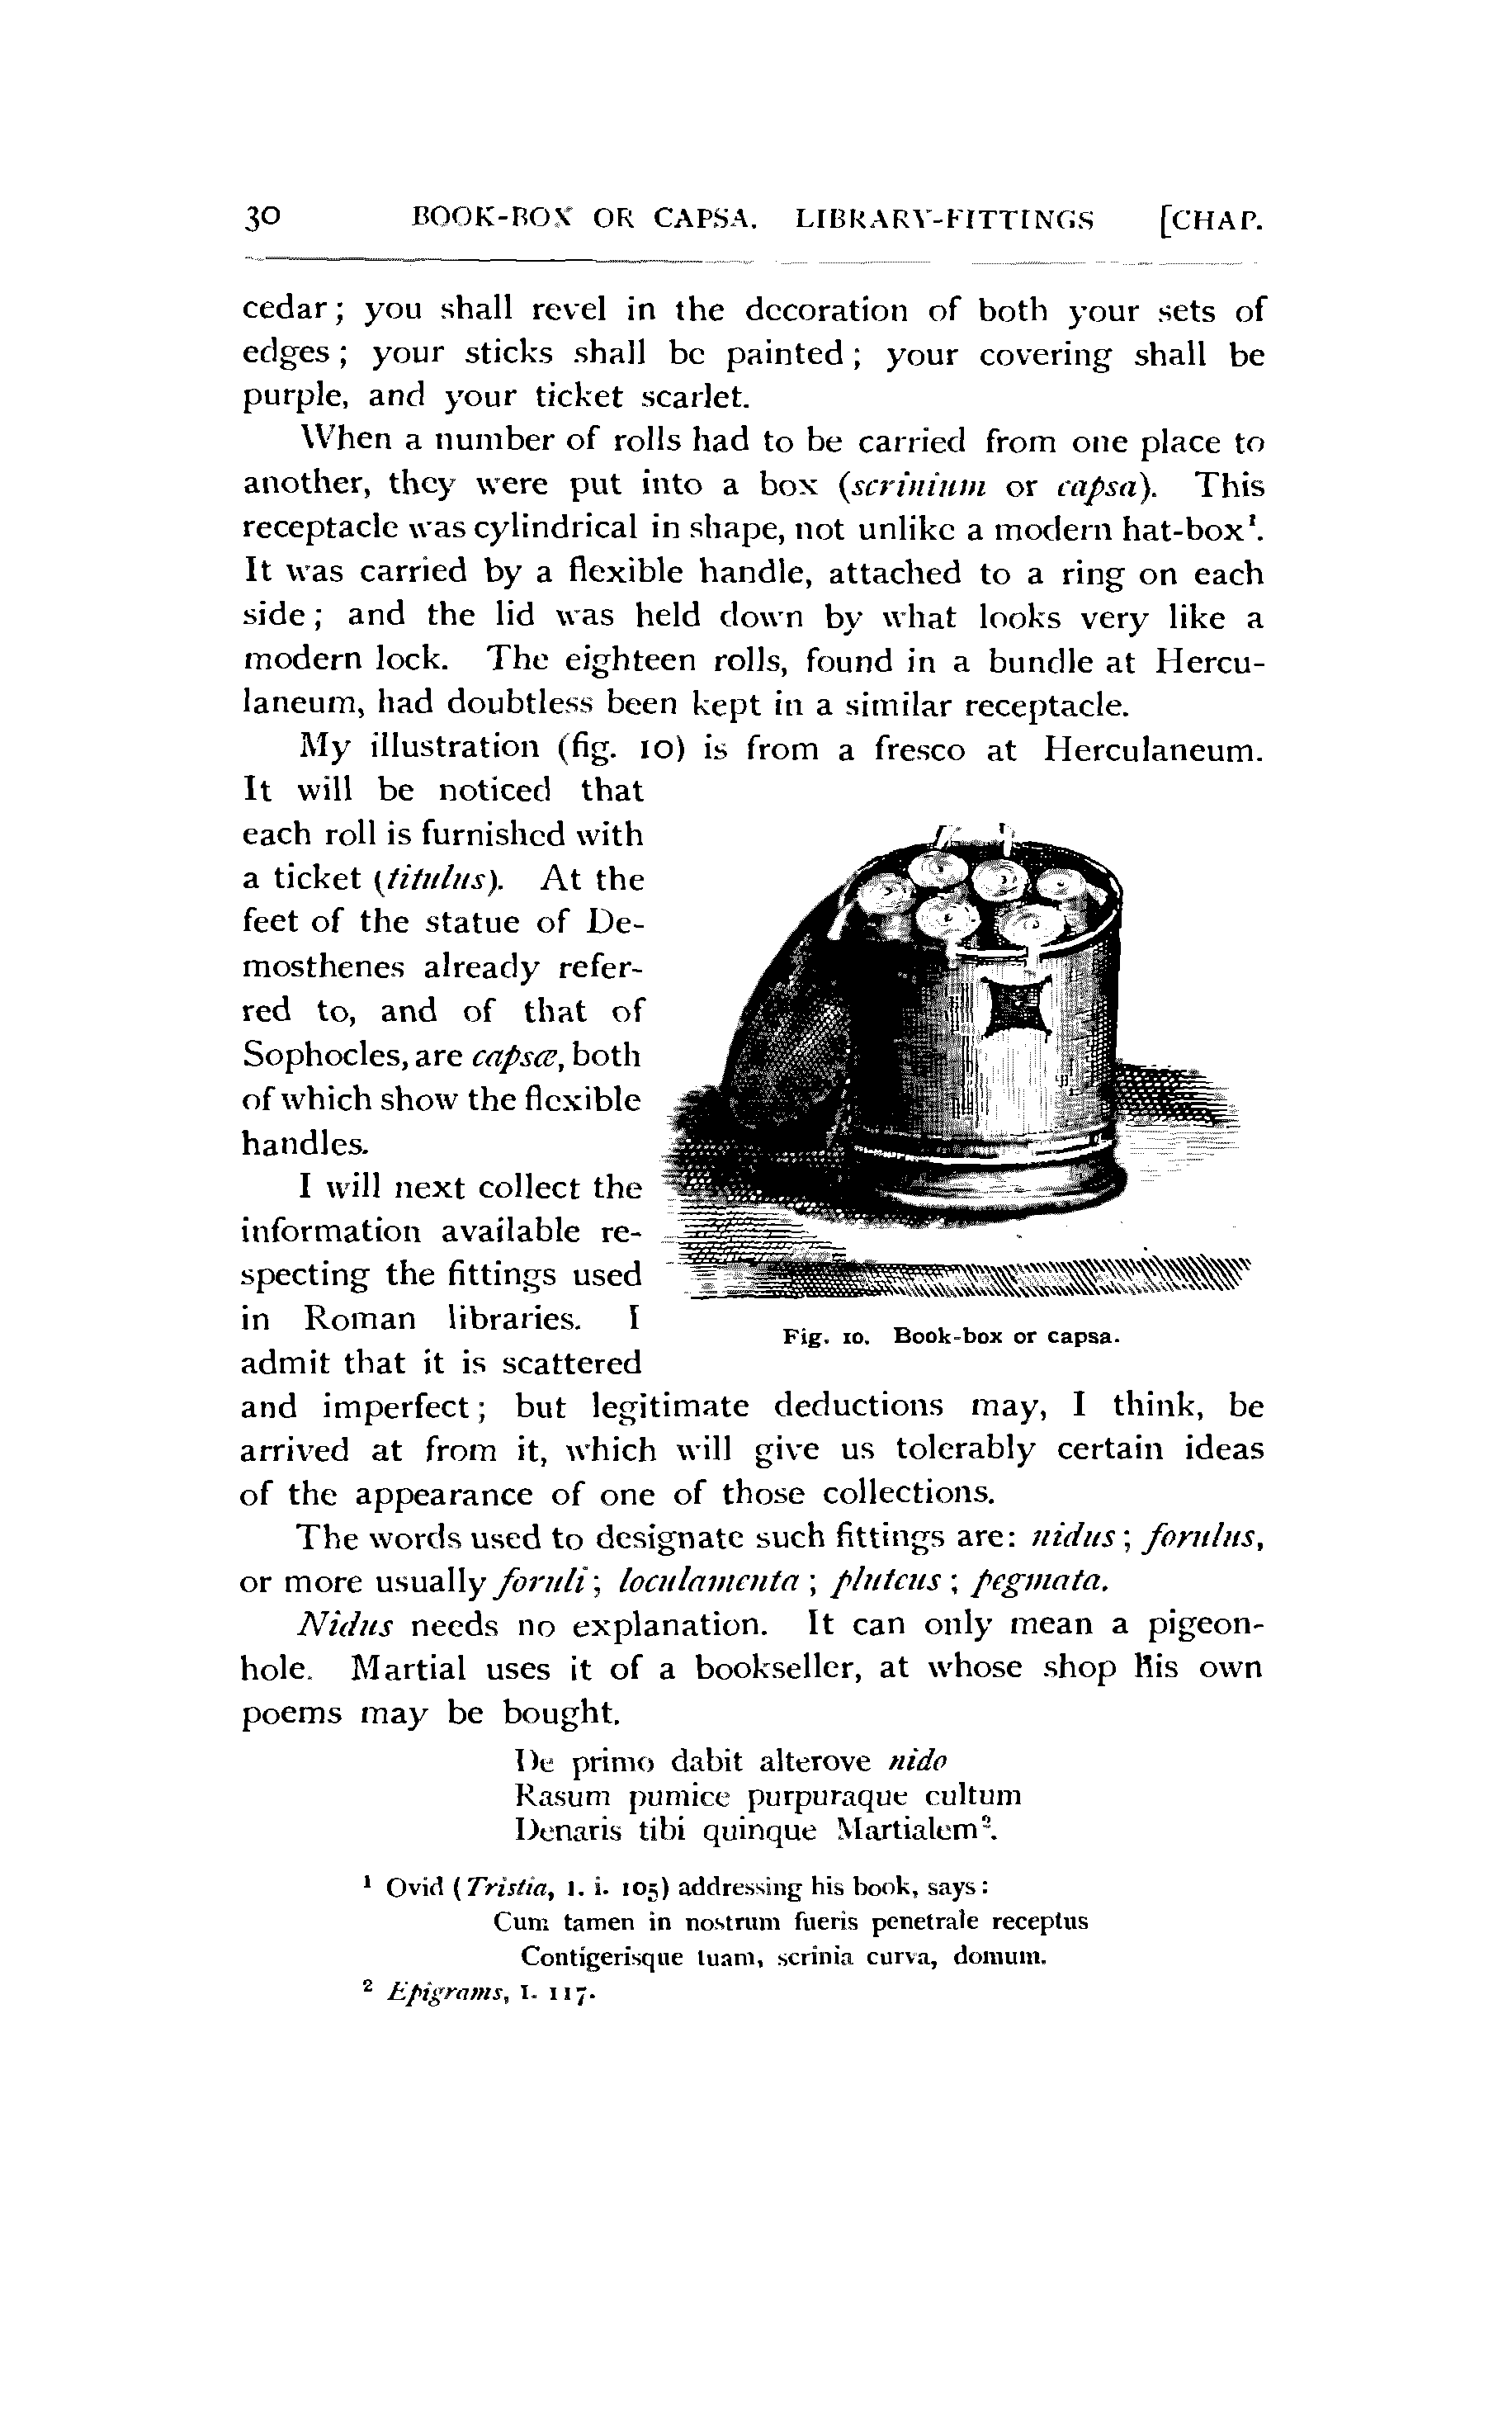 30 BOOK-BOX OR CAPSA. LIBRARY-FITTINGS [CHAP.
cedar; you shall revel in the decoration of both your sets of
edges; your sticks shall be painted; your covering shall be
purple, and your ticket scarlet.
When a number of rolls had to be carried from one place to
another, they were put into a box (scrinium or capsa). This
receptacle was cylindrical in shape, not unlike a modern hat-box¹.
It was carried by a flexible handle, attached to a ring on each
side; and the lid was held down by what looks very like a
modern lock. The eighteen rolls, found in a bundle at Hercu-
laneum, had doubtless been kept in a similar receptacle.
My illustration (fig. 10) is from a fresco at Herculaneum.
It will be noticed that
each roll is furnished with
a ticket (titulus). At the
feet of the statue of De-
mosthenes already refer-
red to, and of that of
Sophocles, are capsæ, both
of which show the flexible
handles.
I will next collect the
information available re-
specting the fittings used
in Roman libraries. I
admit that it is scattered
Fig. 10. Book-box or capsa.
and imperfect; but legitimate deductions may, I think, be
arrived at from it, which will give us tolerably certain ideas
of the appearance of one of those collections.
The words used to designate such fittings are: nidus; forulus,
or more usually foruli; loculamenta; pluteus; pegmata.
Nidus needs no explanation. It can only mean a pigeon-
hole. Martial uses it of a bookseller, at whose shop his own
poems may be bought.
De primo dabit alterove nido
Rasum pumice purpuraque cultum
Denaris tibi quinque Martialem².
¹ Ovid (Tristia, I. i. 105) addressing his book, says:
Cum tamen in nostrum fueris penetrale receptus
Contigerisque tuam, scrinia curva, domum.
² Epigrams, I. 117.